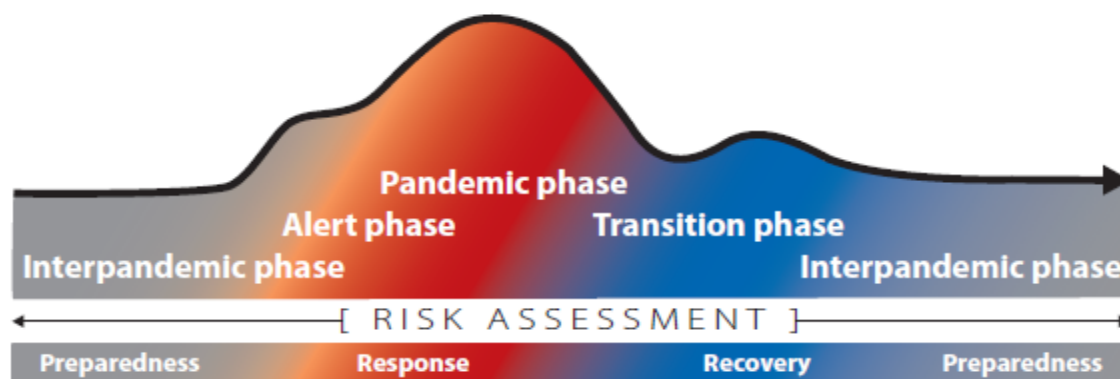 Pandemic phase
Alert phase
Transition phase
Interpandemic phase
Interpandemic phase
[ RISK ASSESSMENT ]
Preparedness
Response
Recovery
Preparedness